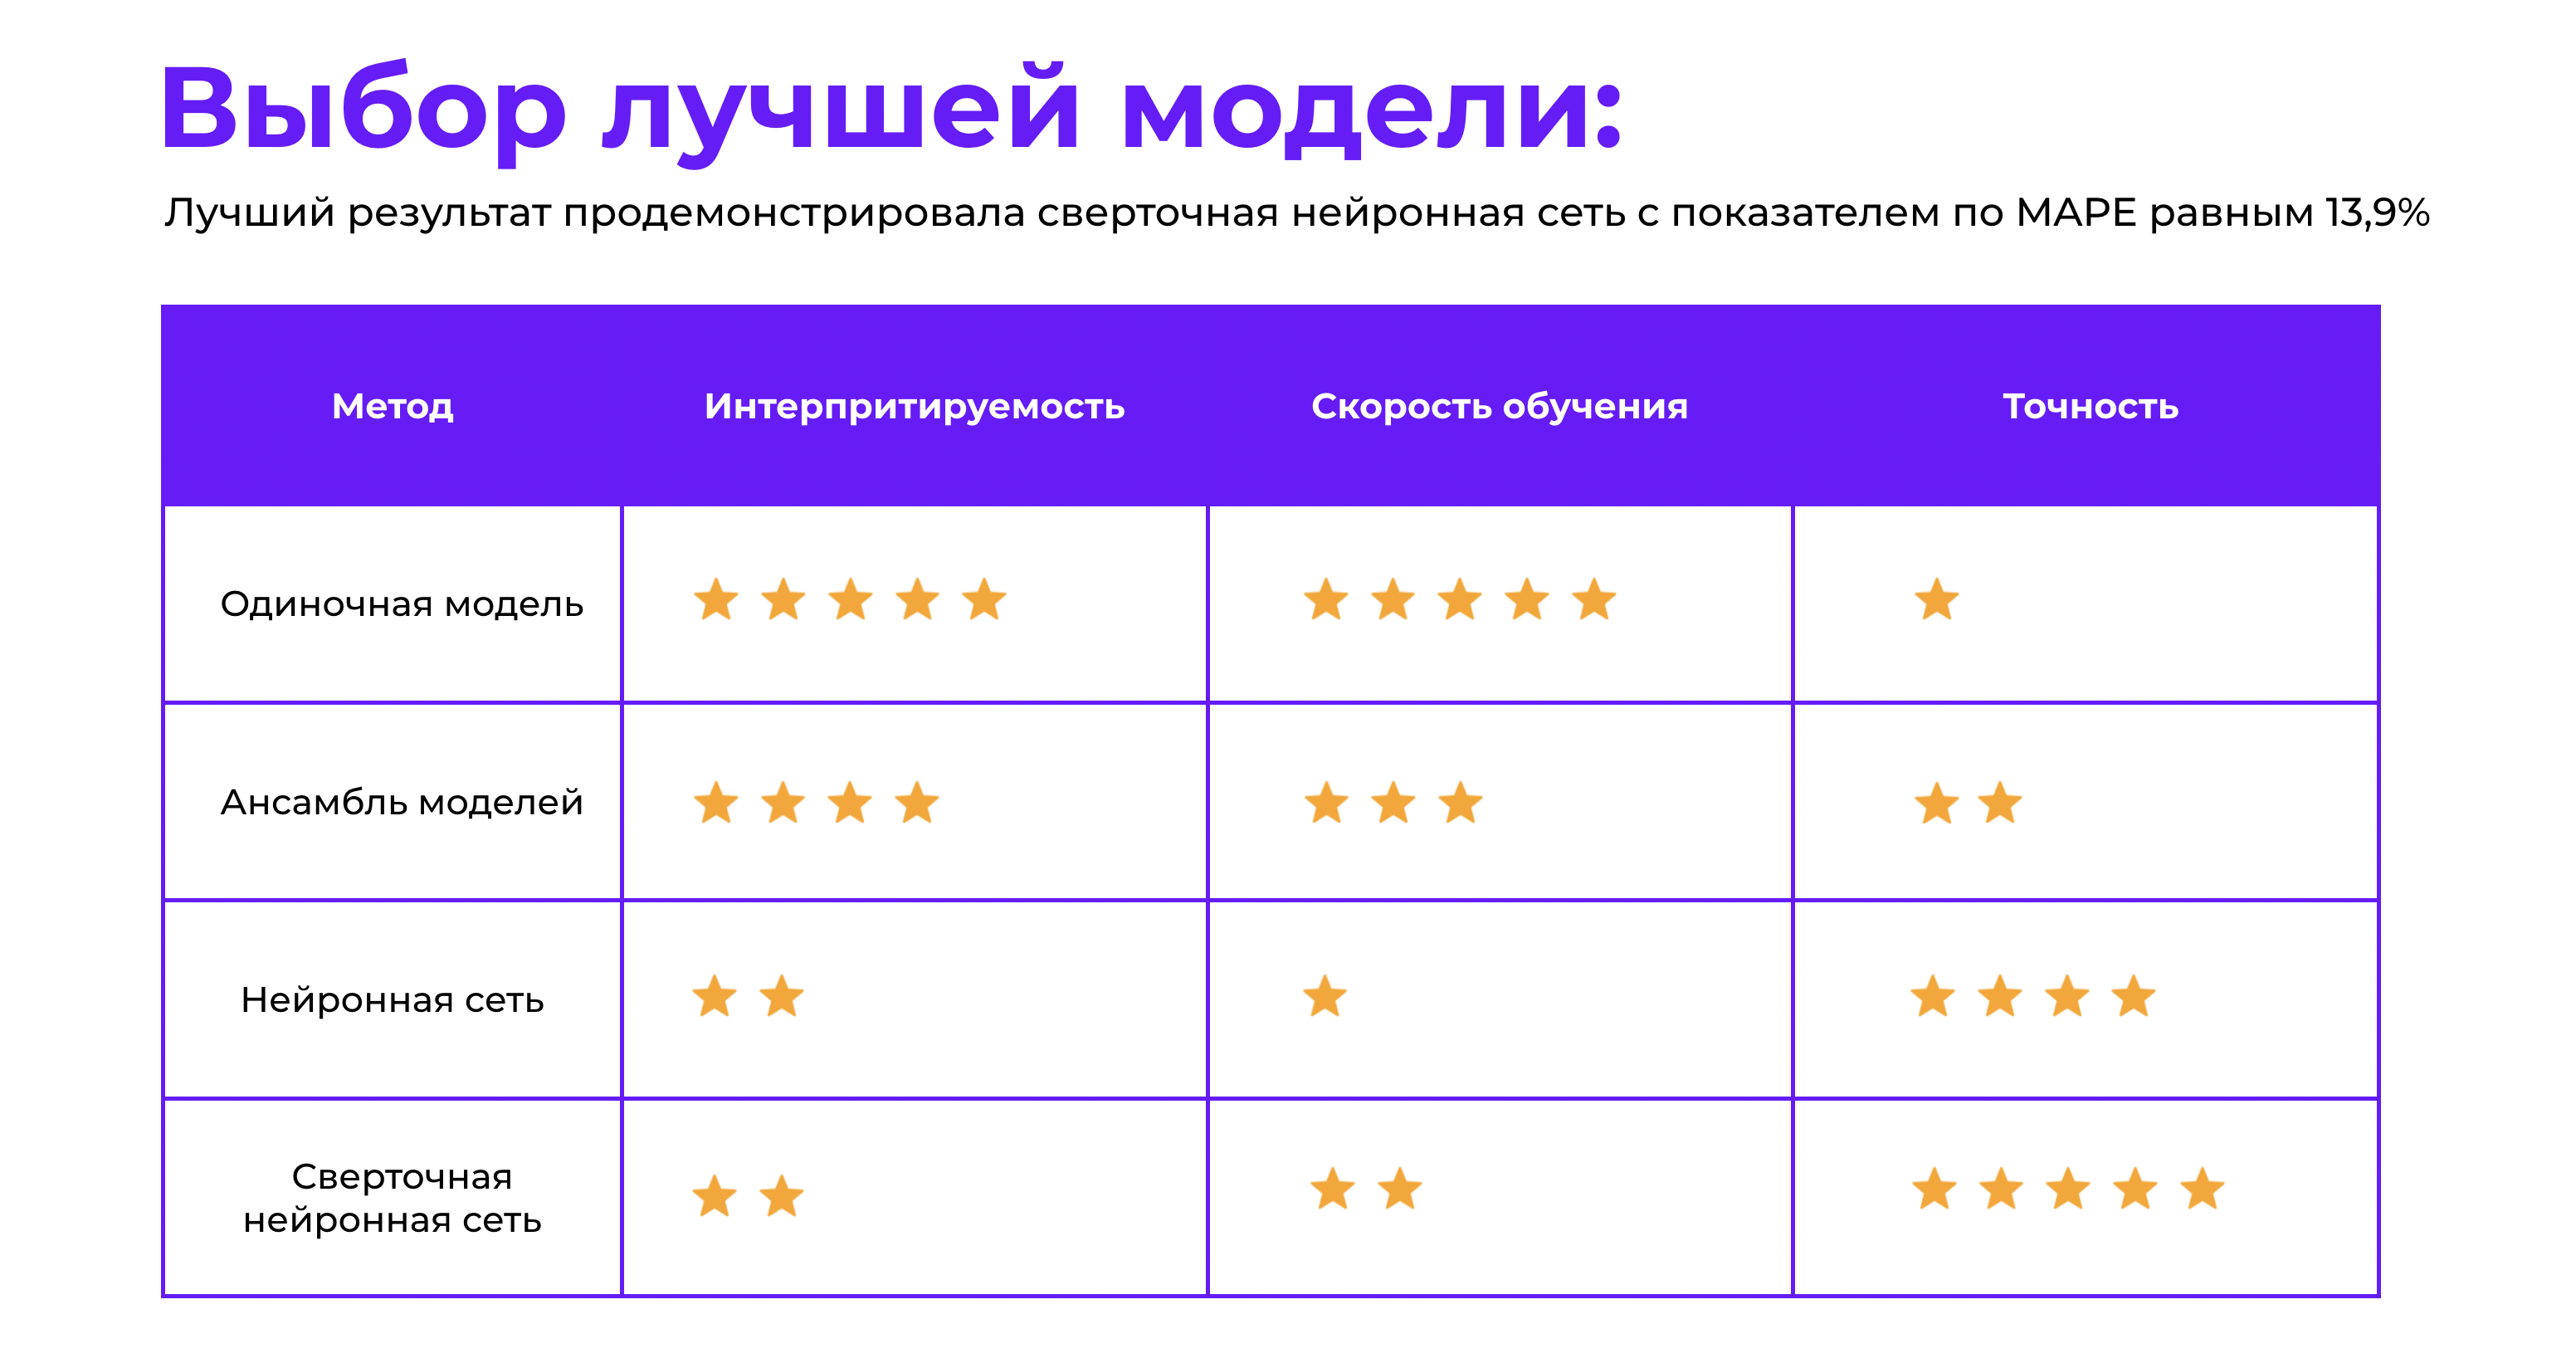 Выбор лучшей модели:
Лучший результат продемонстрировала сверточная нейронная сеть с показателем по MAPE равным 13,9%
Метод
Интерпритируемость
Скорость обучения
Точность
Одиночная модель
Ансамбль моделей
Нейронная сеть
Сверточная
нейронная сеть